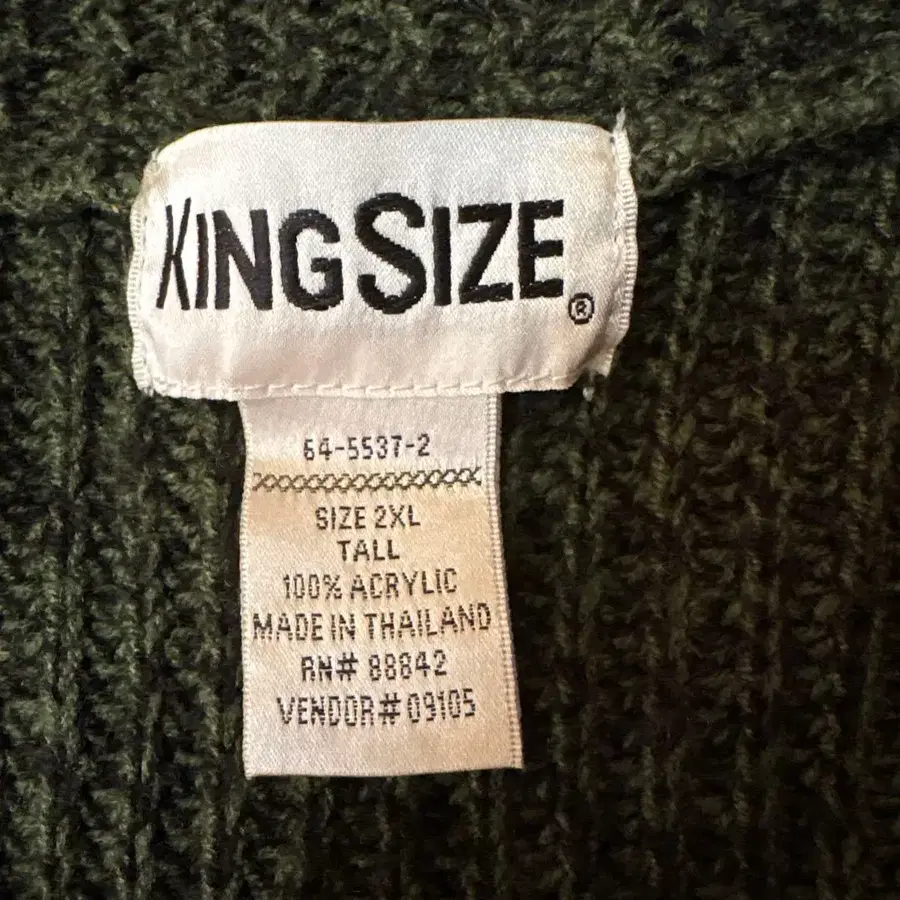 KINGSIZE®
64-5537-2
SIZE 2XL
TALL
100% ACRYLIC
MADE IN THAILAND
RN# 88842
VENDOR# 09105